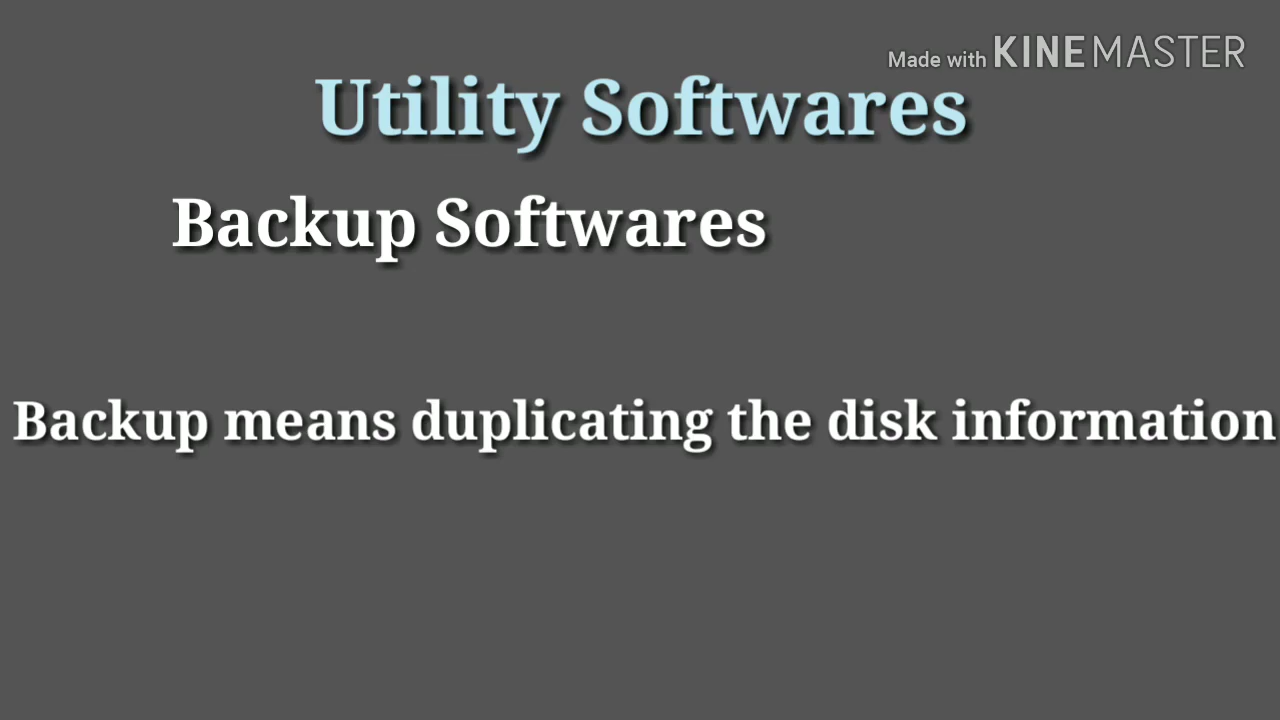 Made with KINEMASTER
Utility Softwares
Backup Softwares
Backup means duplicating the disk information